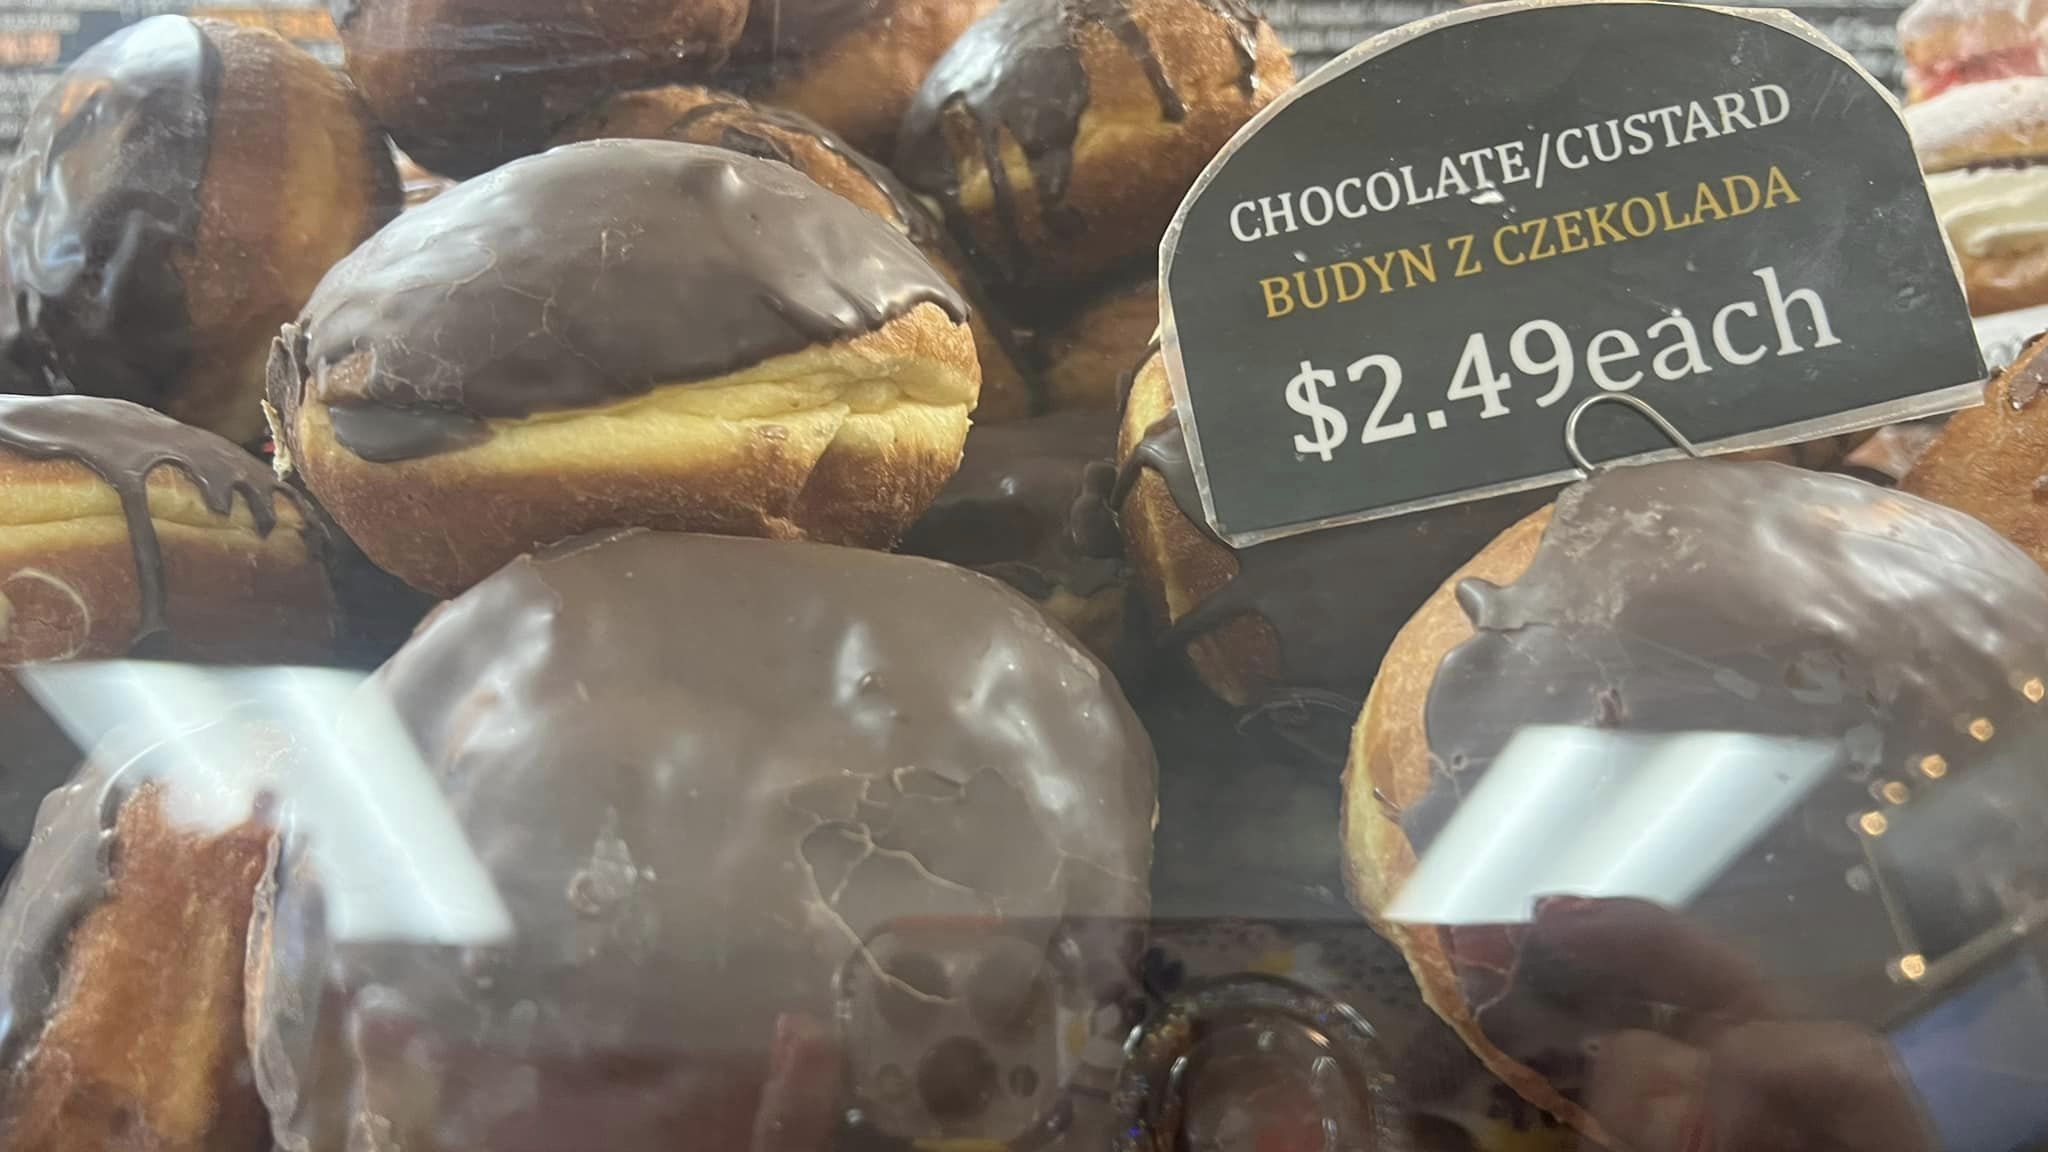 CHOCOLATE/CUSTARD
BUDYN Z CZEKOLADA
$2.49each